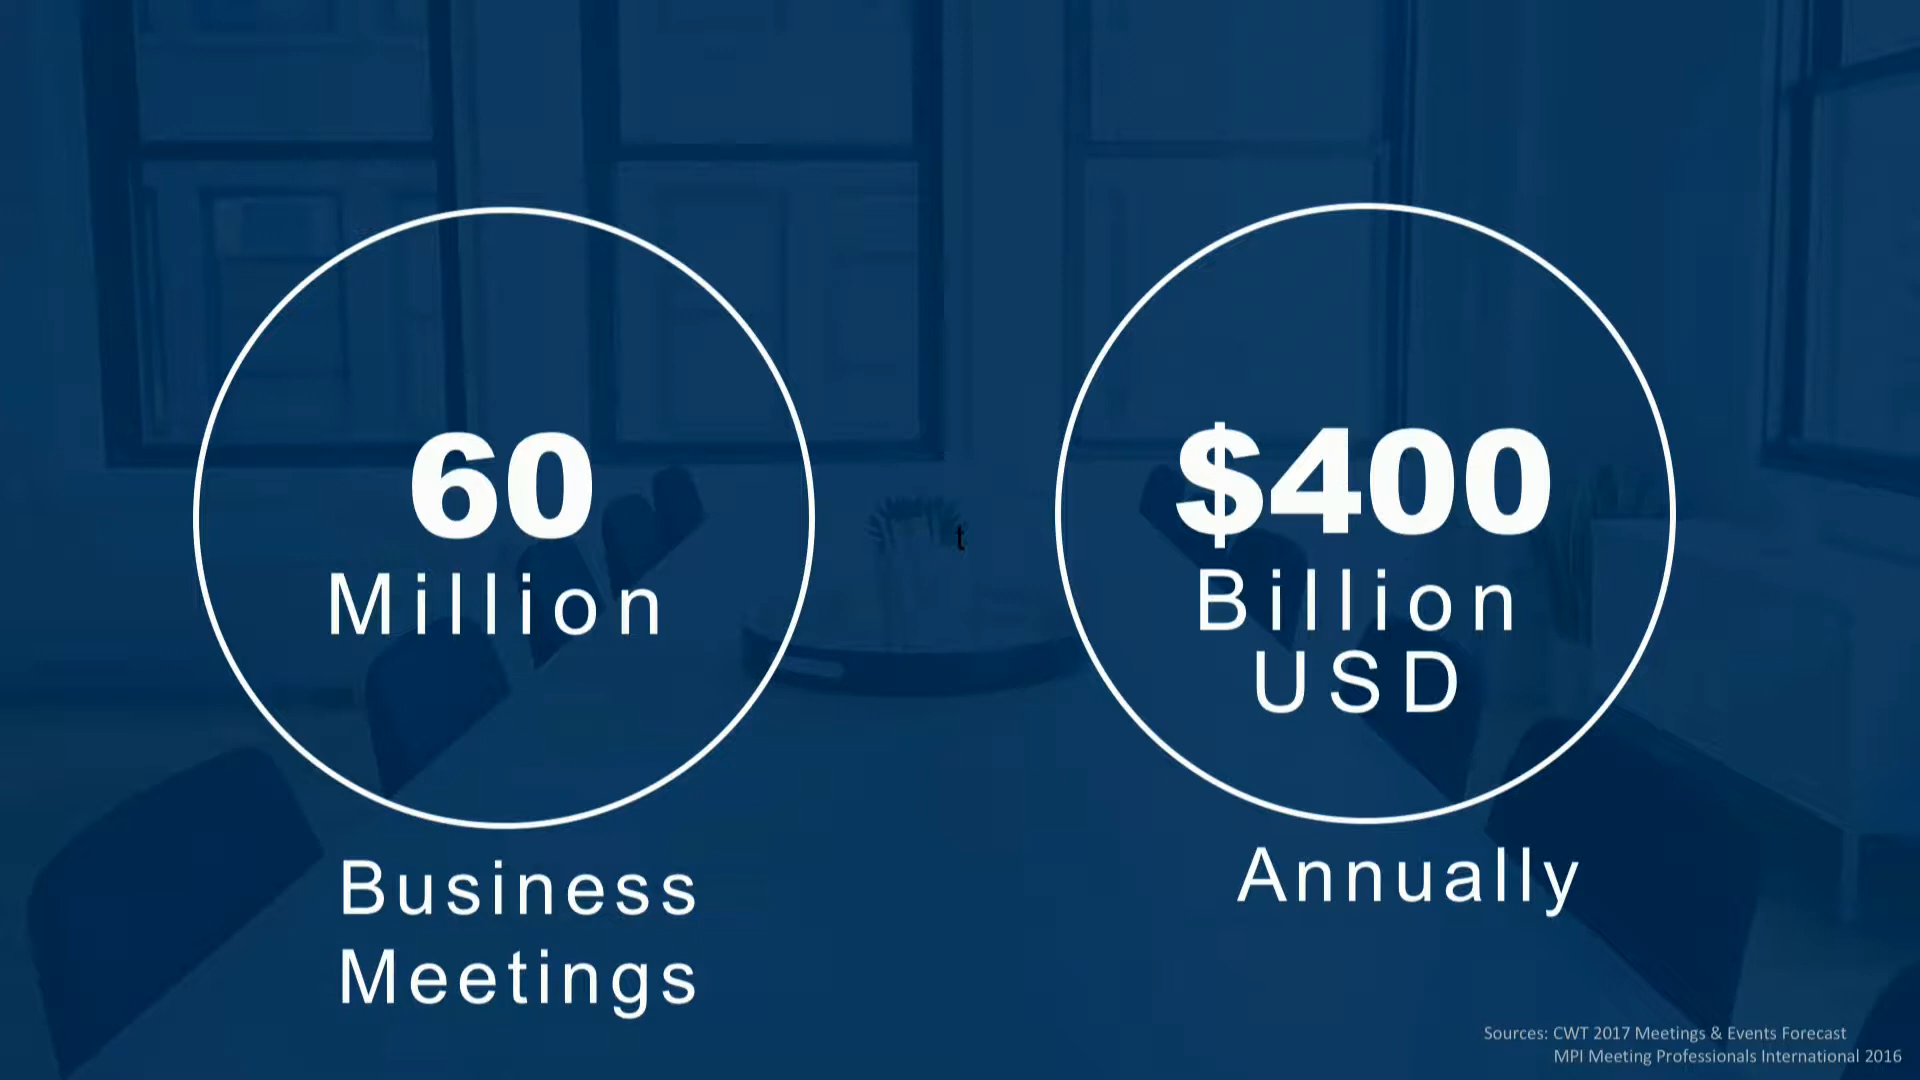 60
Million
Business
Meetings
t
$400
Billion
USD
Annually
Sources: CWT 2017 Meetings & Events Forecast
MPI Meeting Professionals International 2016